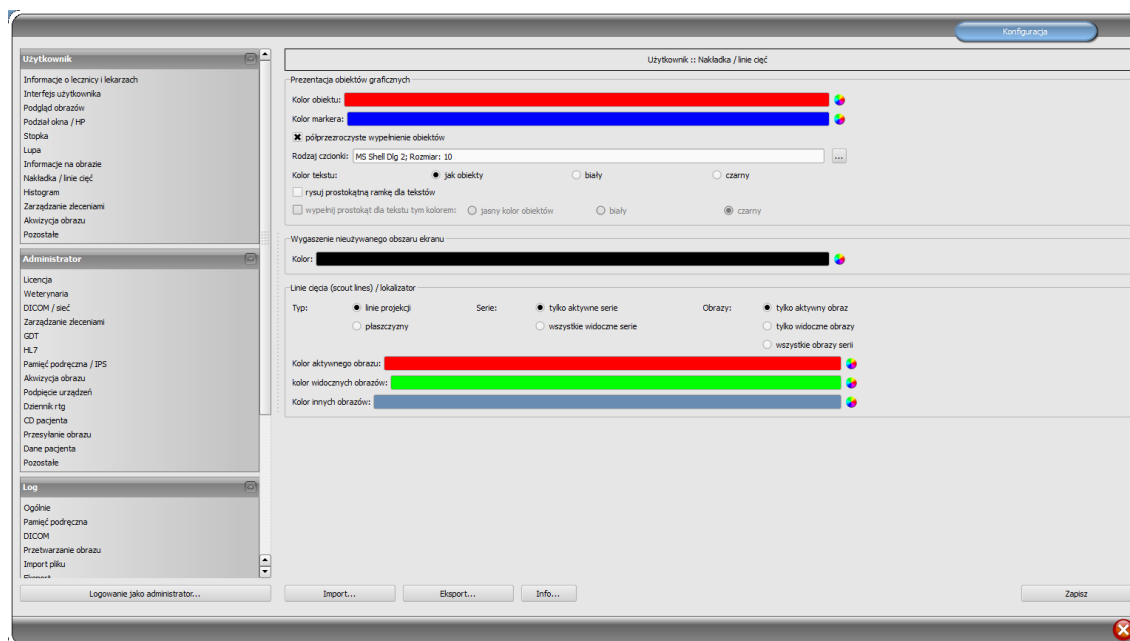 Konfiguracja
Użytkownik
Informacje o lecznicy i lekarzach
Interfejs użytkownika
Podgląd obrazów
Podział okna / HP
Stopka
Lupa
Informacje na obrazie
Nakładka / linie cięć
Histogram
Zarządzanie zleceniami
Akwizycja obrazu
Pozostałe
Administrator
Licencja
Weterynaria
DICOM / sieć
Zarządzanie zleceniami
GDT
HL7
Pamięć podręczna / IPS
Akwizycja obrazu
Podpięcie urządzeń
Dziennik rtg
CD pacjenta
Przesyłanie obrazu
Dane pacjenta
Pozostałe
Log
Ogólnie
Pamięć podręczna
DICOM
Przetwarzanie obrazu
Import pliku
Eksport
Logowanie jako administrator...
Użytkownik :: Nakładka / linie cięć
Prezentacja obiektów graficznych
Kolor obiektu:
Kolor markera:
półprzezroczyste wypełnienie obiektów
Rodzaj czcionki: MS Shell Dlg 2; Rozmiar: 10 ...
Kolor tekstu: jak obiekty biały czarny
rysuj prostokątną ramkę dla tekstów
wypełnij prostokąt dla tekstu tym kolorem: jasny kolor obiektów biały czarny
Wygaszenie nieużywanego obszaru ekranu
Kolor:
Linie cięcia (scout lines) / lokalizator
Typ: linie projekcji Serie: tylko aktywne serie Obrazy: tylko aktywny obraz
płaszczyzny wszystkie widoczne serie tylko widoczne obrazy
wszystkie obrazy serii
Kolor aktywnego obrazu:
kolor widocznych obrazów:
Kolor innych obrazów:
Import... Eksport... Info... Zapisz